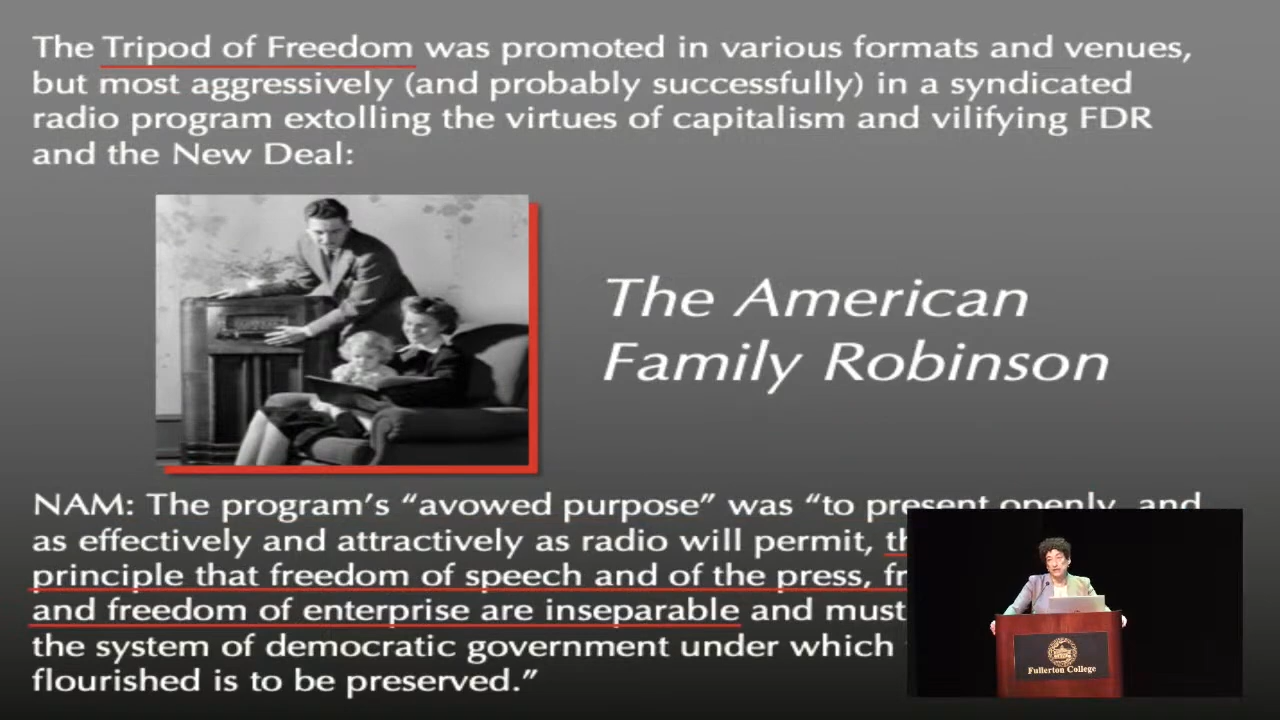 The Tripod of Freedom was promoted in various formats and venues,
but most aggressively (and probably successfully) in a syndicated
radio program extolling the virtues of capitalism and vilifying FDR
and the New Deal:
The American
Family Robinson
NAM: The program’s “avowed purpose” was “to present openly, and
as effectively and attractively as radio will permit,
principle that freedom of speech and of the press,
and freedom of enterprise are inseparable and must
the system of democratic government under which
flourished is to be preserved.”
Fullerton College